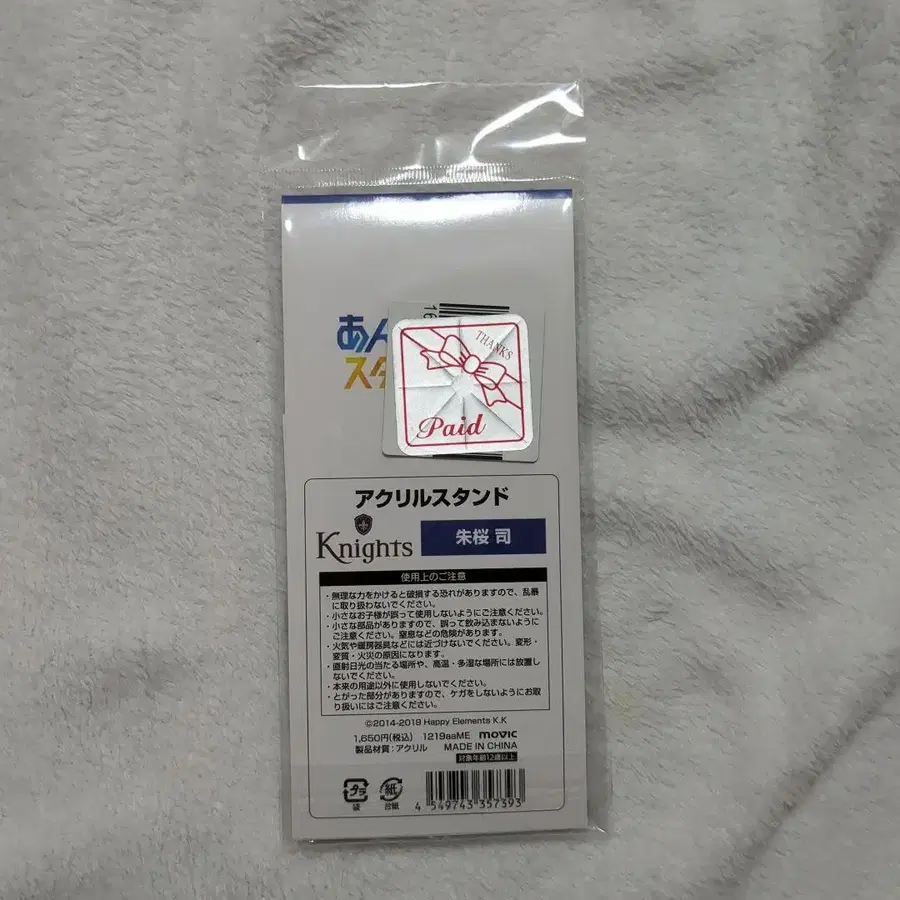 16
あん
スタ
THANKS
Paid
アクリルスタンド
Knights
朱桜 司
使用上のご注意
・無理な力をかけると破損する恐れがありますので、乱暴
に取り扱わないでください。
・小さなお子様が誤って使用しないようにご注意ください。
・小さな部品がありますので、誤って飲み込まないように
ご注意ください。窒息などの危険があります。
・火気や暖房器具などには近づけないでください。変形・
変質・火災の原因になります。
・直射日光の当たる場所や、高温・多湿な場所には放置し
ないでください。
・本来の用途以外に使用しないでください。
・とがった部分がありますので、ケガをしないようにお取
り扱いにはご注意ください。
©2014-2019 Happy Elements K.K
1,650円(税込) 1219aaME movic
製品材質:アクリル MADE IN CHINA
対象年齢12歳以上
プラ
袋
紙
台紙
4 549743 357393